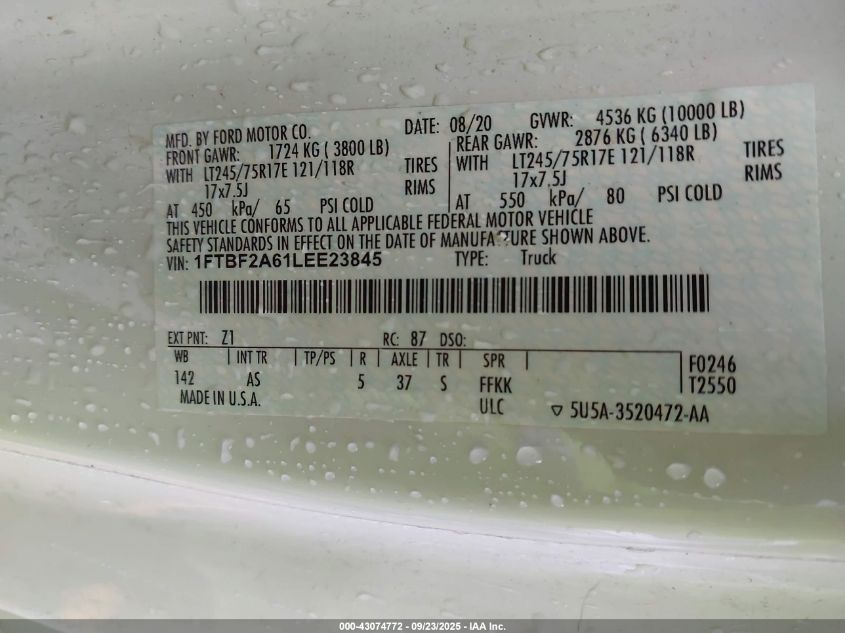 MFD. BY FORD MOTOR CO. DATE: 08/20 GVWR: 4536 KG (10000 LB)
FRONT GAWR: 1724 KG ( 3800 LB) REAR GAWR: 2876 KG ( 6340 LB)
WITH LT245/75R17E 121/118R TIRES WITH LT245/75R17E 121/118R TIRES
17x7.5J RIMS 17x7.5J RIMS
AT 450 kPa/ 65 PSI COLD AT 550 kPa/ 80 PSI COLD
THIS VEHICLE CONFORMS TO ALL APPLICABLE FEDERAL MOTOR VEHICLE
SAFETY STANDARDS IN EFFECT ON THE DATE OF SHOWN ABOVE.
VIN: 1FTBF2A61LEE23845 TYPE: Truck
EXT PNT: Z1 RC: 87 DSO:
WB INT TR TP/PS R AXLE TR SPR F0246
142 AS 5 37 S FFKK T2550
MADE IN U.S.A. ULC 5U5A-3520472-AA
000-43074772 - 09/23/2025 - IAA Inc.